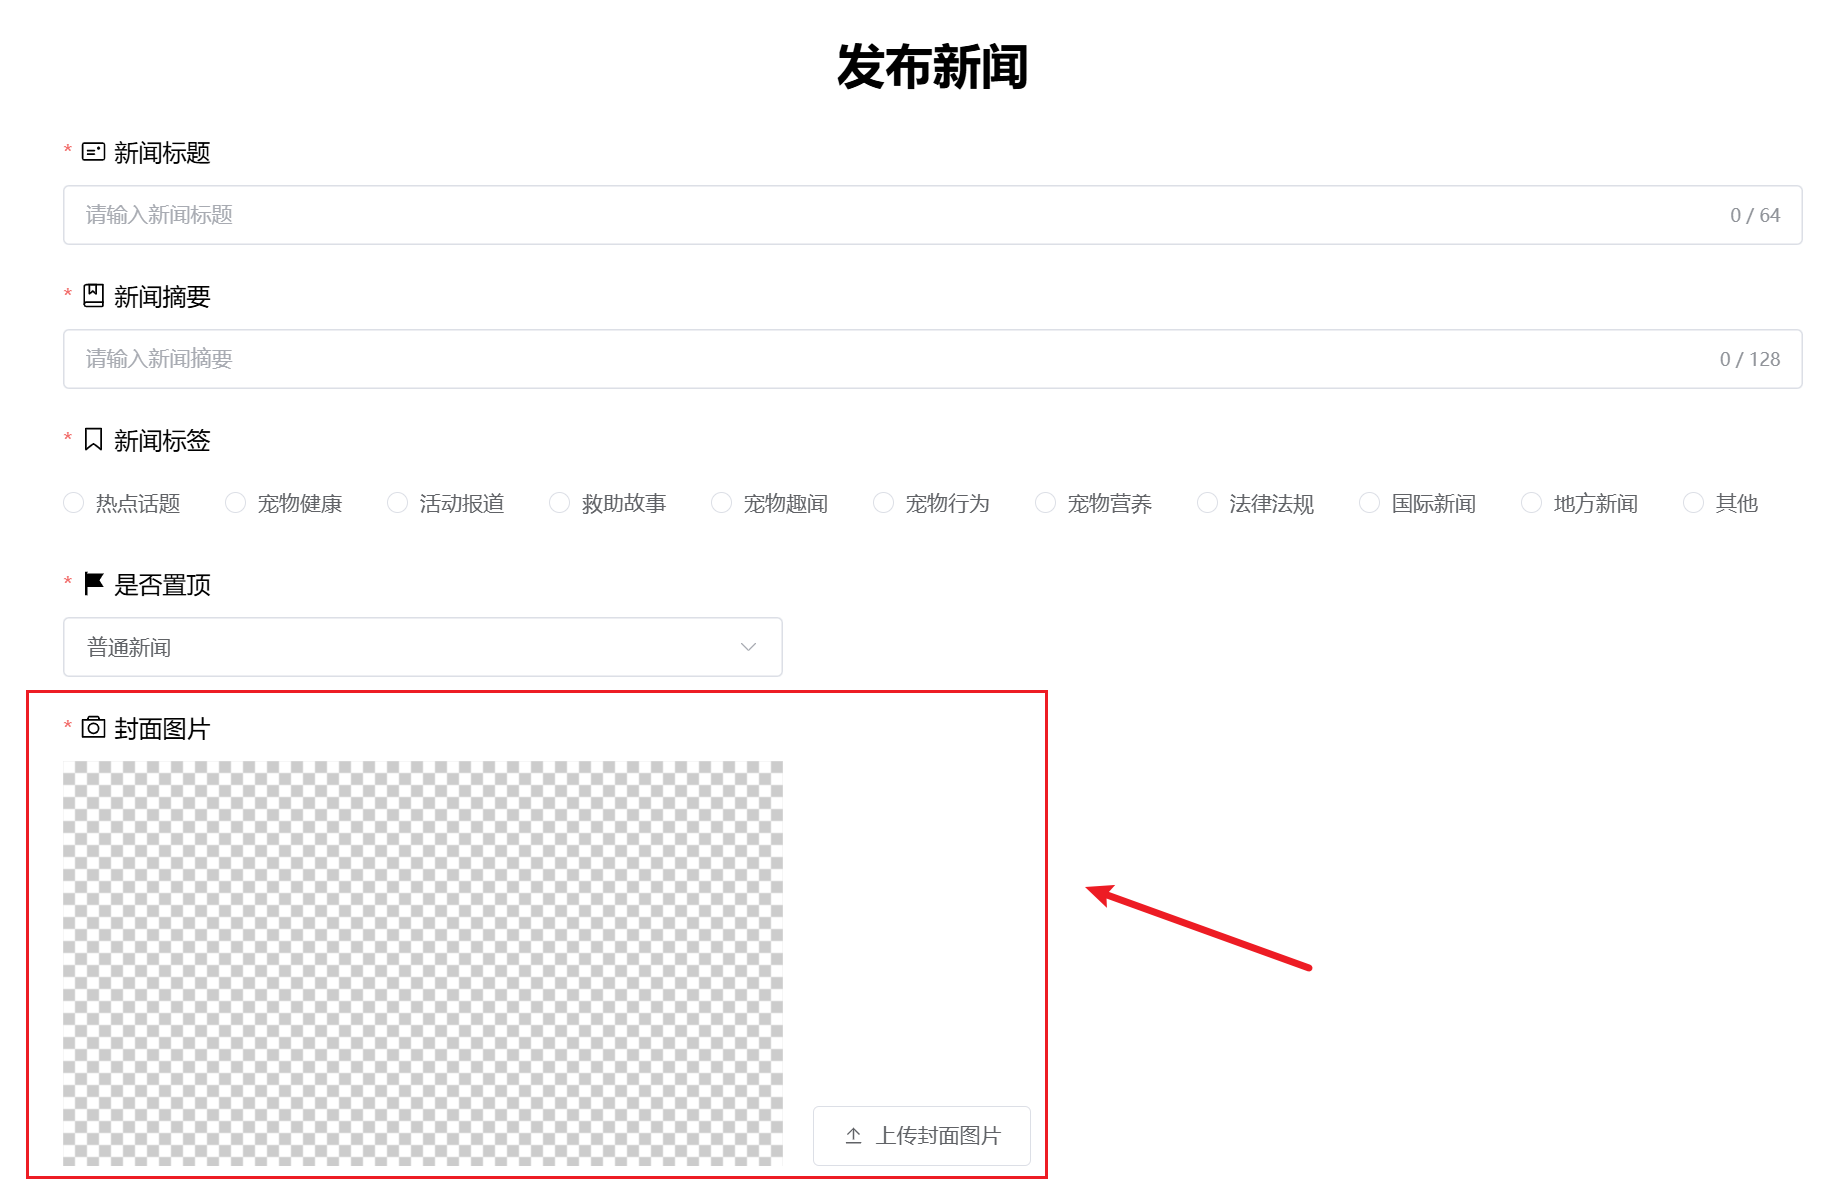 发布新闻
* 新闻标题
请输入新闻标题 0 / 64
* 新闻摘要
请输入新闻摘要 0 / 128
* 新闻标签
热点话题 宠物健康 活动报道 救助故事 宠物趣闻 宠物行为 宠物营养 法律法规 国际新闻 地方新闻 其他
* 是否置顶
普通新闻
* 封面图片
上传封面图片